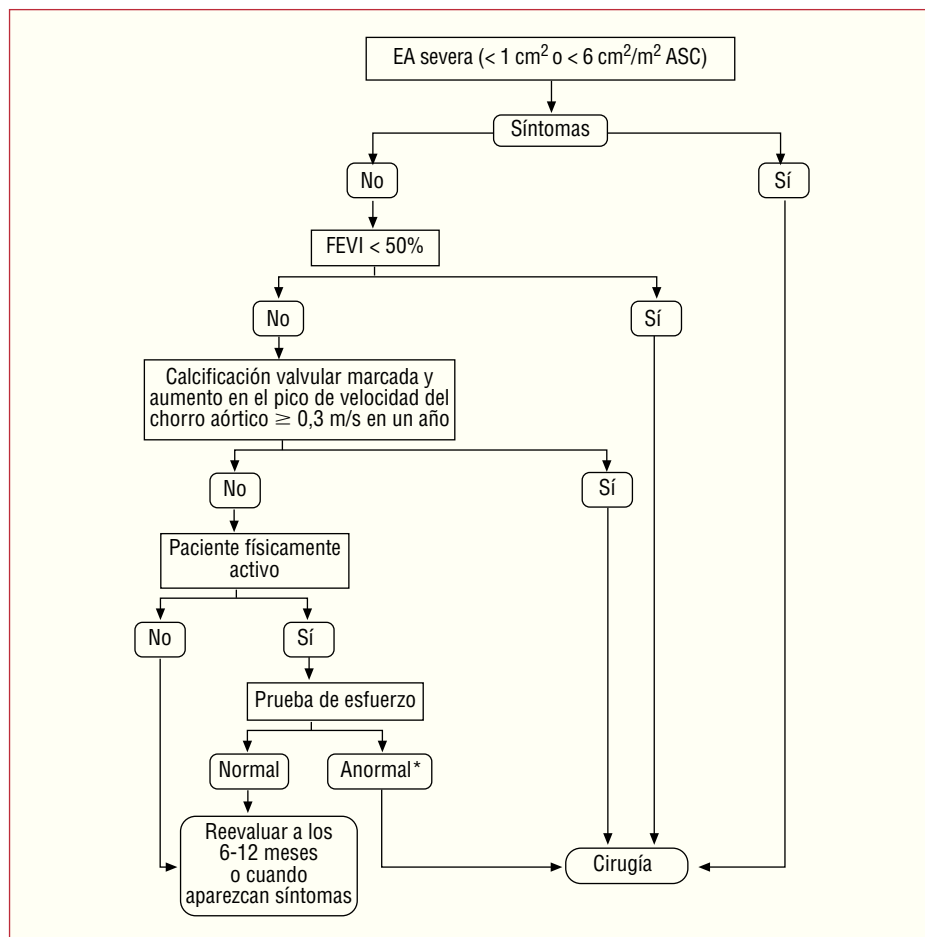 EA severa (< 1 cm² o < 6 cm²/m² ASC)
Síntomas
No
Sí
FEVI < 50%
No
Sí
Calcificación valvular marcada y
aumento en el pico de velocidad del
chorro aórtico ≥ 0,3 m/s en un año
No
Sí
Paciente físicamente
activo
No
Sí
Prueba de esfuerzo
Normal
Anormal*
Reevaluar a los
6-12 meses
o cuando
aparezcan síntomas
Cirugía